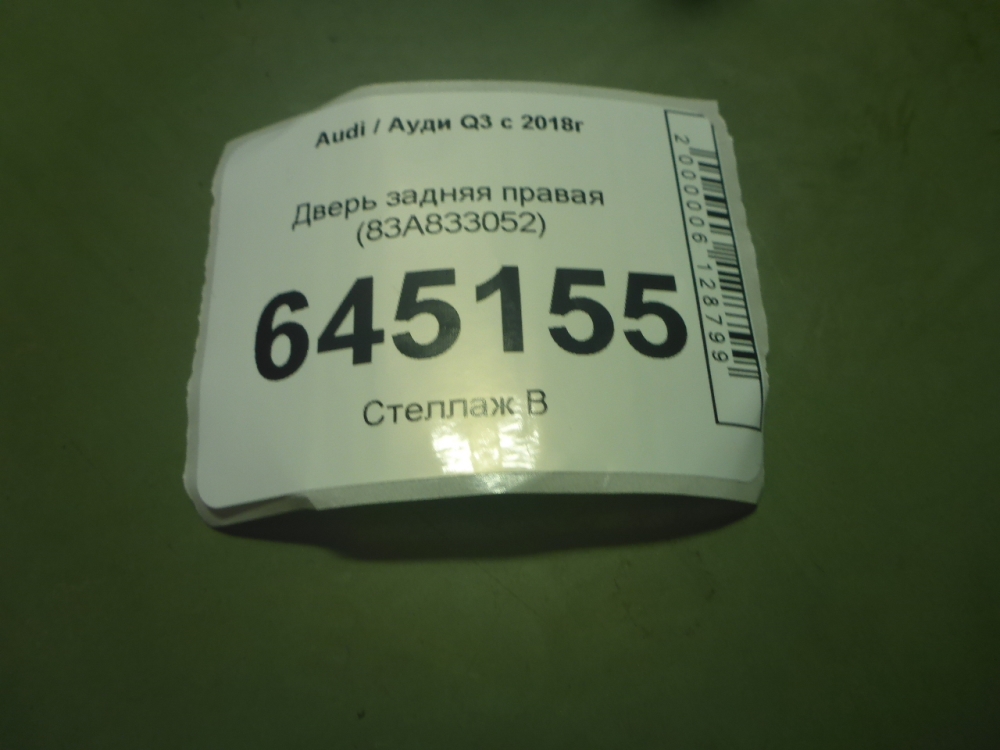 Audi / Ауди Q3 с 2018г
Дверь задняя правая
(83A833052)
645155
Стеллаж В
2000006128799